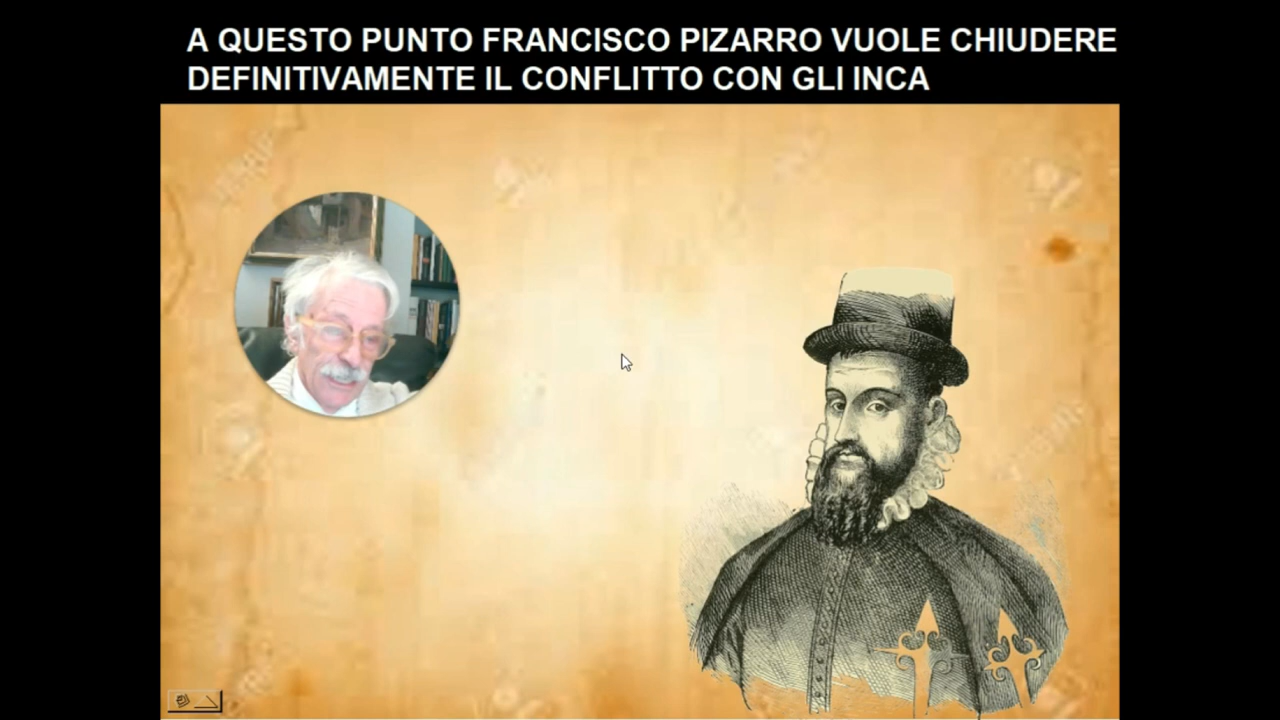 A QUESTO PUNTO FRANCISCO PIZARRO VUOLE CHIUDERE
DEFINITIVAMENTE IL CONFLITTO CON GLI INCA